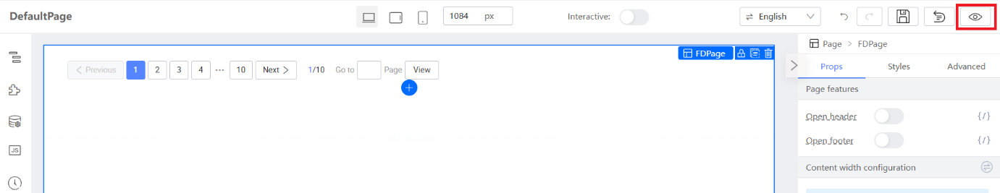 DefaultPage
1084 px
Interactive:
English
FDPage
Page > FDPage
Previous 1 2 3 4 ··· 10 Next 1/10 Go to Page View
Props Styles Advanced
Page features
Open header {/}
Open footer {/}
JS
Content width configuration